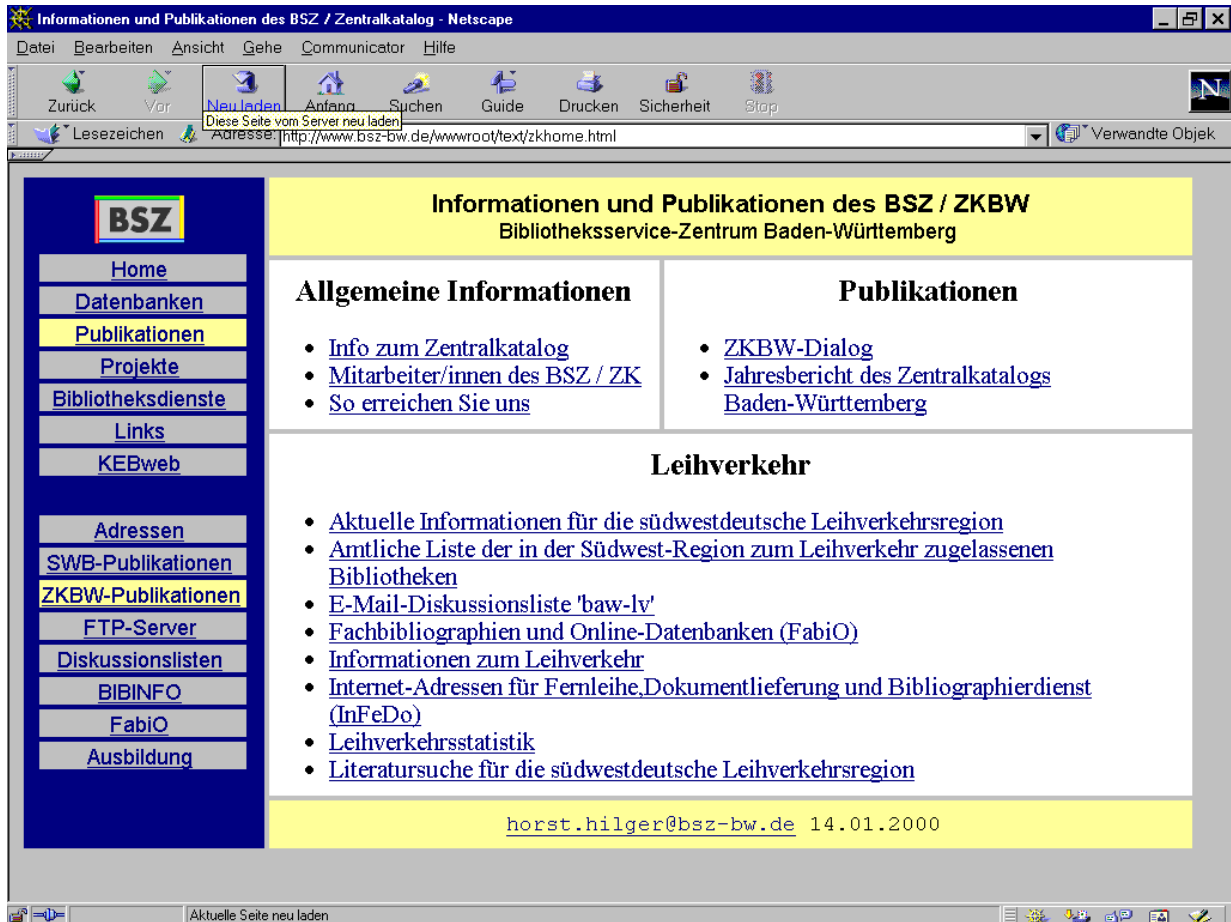 Informationen und Publikationen des BSZ / Zentralkatalog - Netscape
Datei Bearbeiten Ansicht Gehe Communicator Hilfe
Zurück Vor Neu laden Anfang Suchen Guide Drucken Sicherheit Stop
N
Diese Seite vom Server neu laden
Lesezeichen Adresse: http://www.bsz-bw.de/wwwroot/text/zkhome.html Verwandte Objek
BSZ
Home
Datenbanken
Publikationen
Projekte
Bibliotheksdienste
Links
KEBweb
Adressen
SWB-Publikationen
ZKBW-Publikationen
FTP-Server
Diskussionslisten
BIBINFO
FabiO
Ausbildung
Informationen und Publikationen des BSZ / ZKBW
Bibliotheksservice-Zentrum Baden-Württemberg
Allgemeine Informationen
Info zum Zentralkatalog
Mitarbeiter/innen des BSZ / ZK
So erreichen Sie uns
Publikationen
ZKBW-Dialog
Jahresbericht des Zentralkatalogs
Baden-Württemberg
Leihverkehr
Aktuelle Informationen für die südwestdeutsche Leihverkehrsregion
Amtliche Liste der in der Südwest-Region zum Leihverkehr zugelassenen
Bibliotheken
E-Mail-Diskussionsliste 'baw-lv'
Fachbibliographien und Online-Datenbanken (FabiO)
Informationen zum Leihverkehr
Internet-Adressen für Fernleihe,Dokumentlieferung und Bibliographierdienst
(InFeDo)
Leihverkehrsstatistik
Literatursuche für die südwestdeutsche Leihverkehrsregion
horst.hilger@bsz-bw.de 14.01.2000
Aktuelle Seite neu laden